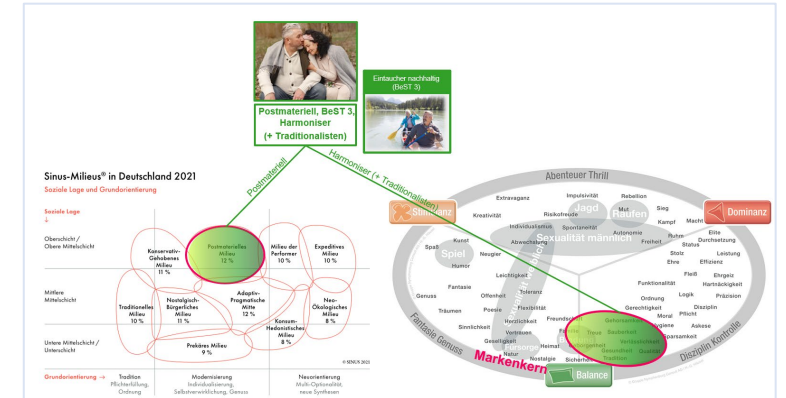 Eintaucher nachhaltig
(BeST 3)
Postmateriell, BeST 3,
Harmoniser
(+ Traditionalisten)
Postmateriell
Harmoniser (+ Traditionalisten)
Sinus-Milieus® in Deutschland 2021
Soziale Lage und Grundorientierung
Soziale Lage
↓
Oberschicht /
Obere Mittelschicht
Mittlere
Mittelschicht
Untere Mittelschicht /
Unterschicht
Konservativ-
Gehobenes
Milieu
11 %
Postmaterielles
Milieu
12 %
Milieu der
Performer
10 %
Expeditives
Milieu
10 %
Traditionelles
Milieu
10 %
Nostalgisch-
Bürgerliches
Milieu
11 %
Adaptiv-
Pragmatische
Mitte
12 %
Neo-
Ökologisches
Milieu
8 %
Konsum-
Hedonistisches
Milieu
8 %
Prekäres Milieu
9 %
© SINUS 2021
Grundorientierung →
Tradition
Pflichterfüllung,
Ordnung
Modernisierung
Individualisierung,
Selbstverwirklichung, Genuss
Neuorientierung
Multi-Optionalität,
neue Synthesen
Abenteuer Thrill
Stimulanz
Dominanz
Extravaganz
Impulsivität
Rebellion
Kreativität
Risikofreude
Jagd
Mut
Raufen
Sieg
Kampf
Macht
Individualismus
Spontaneität
Autonomie
Ruhm
Elite
Durchsetzung
Kunst
Abwechslung
Sexualität männlich
Freiheit
Status
Spaß
Spiel
Neugier
Stolz
Leistung
Ehre
Effizienz
Humor
Leichtigkeit
Fleiß
Ehrgeiz
Funktionalität
Hartnäckigkeit
Fantasie
Toleranz
Genuss
Offenheit
Ordnung
Logik
Präzision
Träumen
Poesie
Flexibilität
Gerechtigkeit
Disziplin
Moral
Pflicht
Herzlichkeit
Freundschaft
Gehorsamkeit
Hygiene
Askese
Sinnlichkeit
Vertrauen
Treue
Sauberkeit
Sparsamkeit
Geselligkeit
Heimat
Geborgenheit
Verlässlichkeit
Fürsorge
Gesundheit
Qualität
Natur
Nostalgie
Sicherheit
Tradition
Fantasie Genuss
Disziplin Kontrolle
Markenkern
Balance